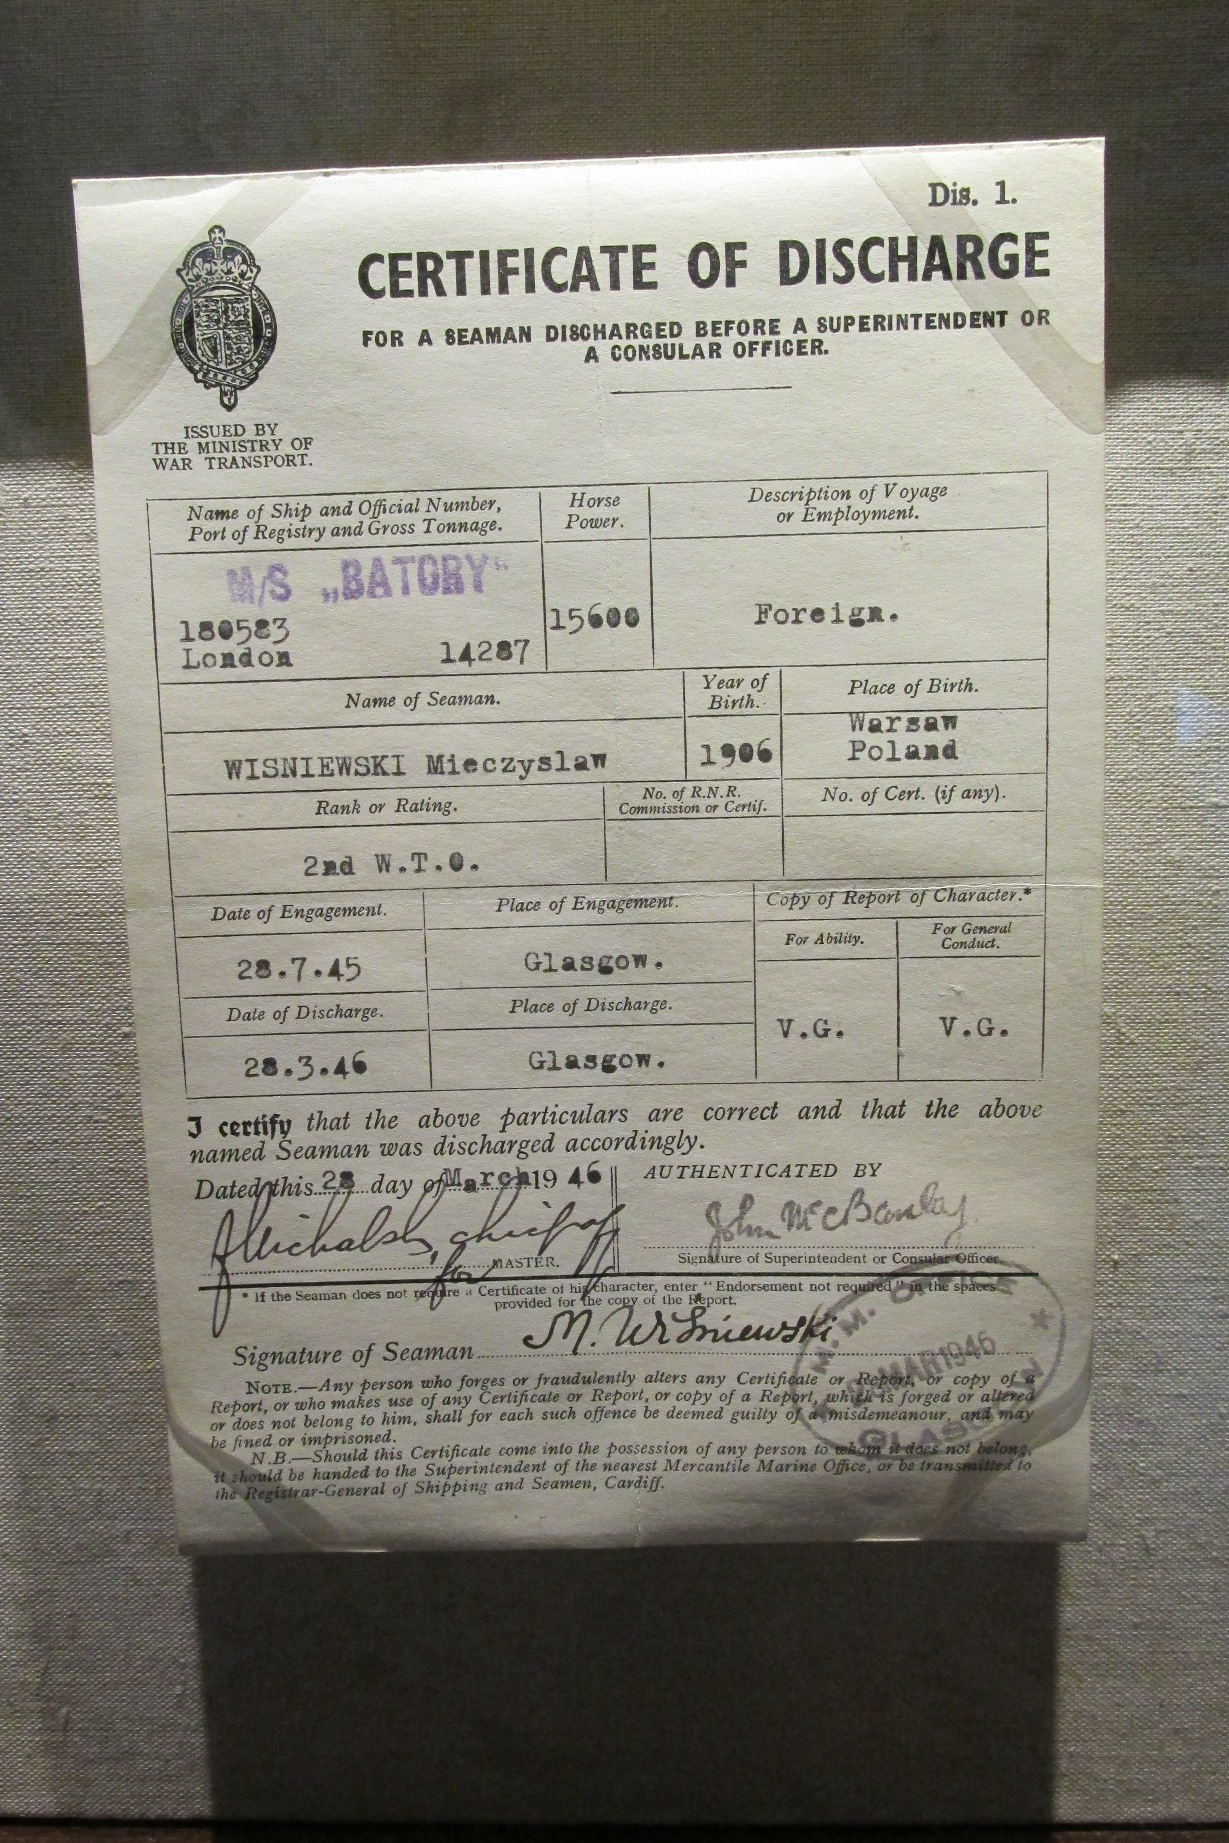 Dis. 1.
CERTIFICATE OF DISCHARGE
FOR A SEAMAN DISCHARGED BEFORE A SUPERINTENDENT OR
A CONSULAR OFFICER.
ISSUED BY
THE MINISTRY OF
WAR TRANSPORT.
Name of Ship and Official Number,
Port of Registry and Gross Tonnage.
Horse
Power.
Description of Voyage
or Employment.
M/S „BATORY“
180583
London 14287
15600
Foreign.
Name of Seaman.
Year of
Birth.
Place of Birth.
WISNIEWSKI Mieczyslaw
1906
Warsaw
Poland
Rank or Rating.
No. of R.N.R.
Commission or Certif.
No. of Cert. (if any).
2nd W.T.O.
Date of Engagement.
Place of Engagement.
Copy of Report of Character.*
For Ability.
For General
Conduct.
28.7.45
Glasgow.
Date of Discharge.
Place of Discharge.
V.G.
V.G.
28.3.46
Glasgow.
I certify that the above particulars are correct and that the above
named Seaman was discharged accordingly.
Dated this 28 day of March 19 46
AUTHENTICATED BY
for MASTER.
Signature of Superintendent or Consular Officer.
* If the Seaman does not require a Certificate of his character, enter "Endorsement not required" in the spaces
provided for the copy of the Report.
Signature of Seaman M. Wiśniewski
M. M. OFFICE
MAR 1946
GLASGOW
NOTE.—Any person who forges or fraudulently alters any Certificate or Report, or copy of a
Report, or who makes use of any Certificate or Report, or copy of a Report, which is forged or altered
or does not belong to him, shall for each such offence be deemed guilty of a misdemeanour, and may
be fined or imprisoned.
N.B.—Should this Certificate come into the possession of any person to whom it does not belong,
it should be handed to the Superintendent of the nearest Mercantile Marine Office, or be transmitted to
the Registrar-General of Shipping and Seamen, Cardiff.